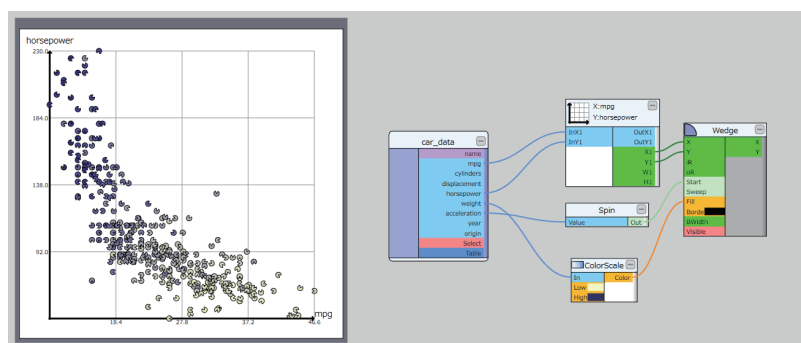 horsepower
230.0
184.0
138.0
92.0
18.4
27.8
37.2
46.6
mpg
car_data
name
mpg
cylinders
displacement
horsepower
weight
acceleration
year
origin
Select
Table
X:mpg
Y:horsepower
InX1 OutX1
InY1 OutY1
X1
Y1
W1
H1
Spin
Value Out
ColorScale
In Color
Low
High
Wedge
X X
Y Y
iR
oR
Start
Sweep
Fill
Borde
BWidth
Visible